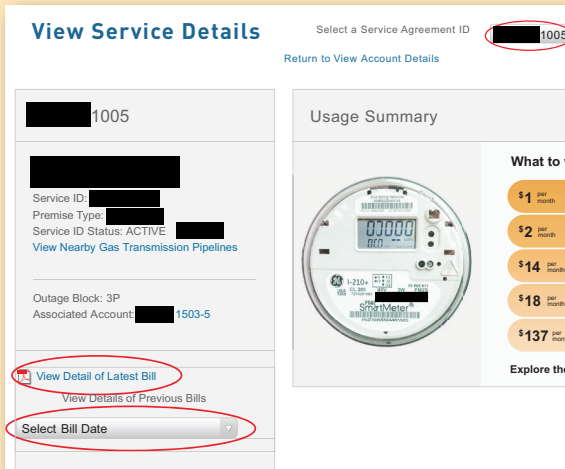 View Service Details
Select a Service Agreement ID
1005
Return to View Account Details
1005
Service ID:
Premise Type:
Service ID Status: ACTIVE
View Nearby Gas Transmission Pipelines
Outage Block: 3P
Associated Account: 1503-5
View Detail of Latest Bill
View Details of Previous Bills
Select Bill Date
Usage Summary
I-210+
SmartMeter
What to
$1 per month
$2 per month
$14 per month
$18 per month
$137 per
Explore the